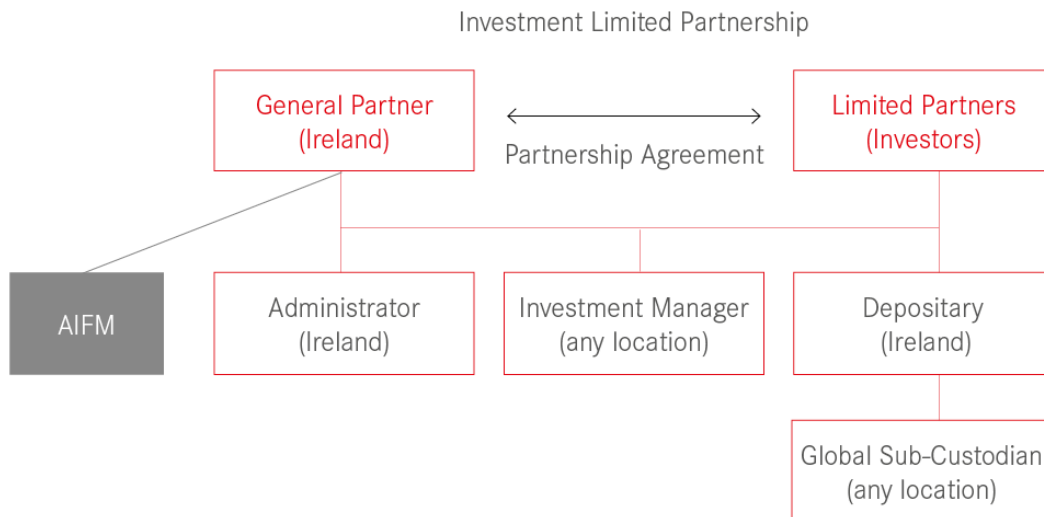 Investment Limited Partnership
General Partner
(Ireland)
Partnership Agreement
Limited Partners
(Investors)
AIFM
Administrator
(Ireland)
Investment Manager
(any location)
Depositary
(Ireland)
Global Sub-Custodian
(any location)